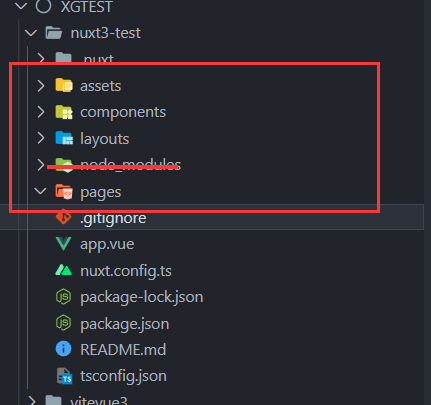 XGTEST
nuxt3-test
.nuxt
assets
components
layouts
node_modules
pages
.gitignore
app.vue
nuxt.config.ts
package-lock.json
package.json
README.md
tsconfig.json
vitevue3